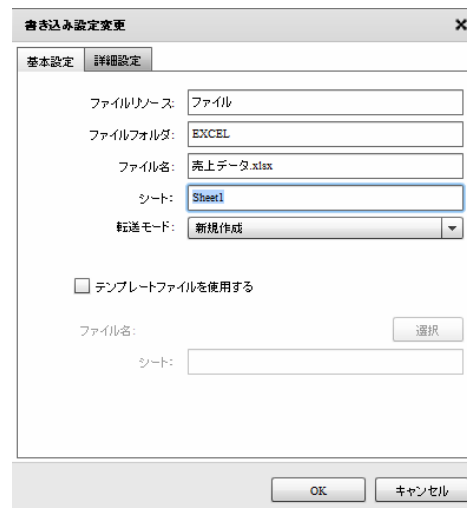 書き込み設定変更
基本設定 詳細設定
ファイルリソース: ファイル
ファイルフォルダ: EXCEL
ファイル名: 売上データ.xlsx
シート: Sheet1
転送モード: 新規作成
テンプレートファイルを使用する
ファイル名: 選択
シート:
OK キャンセル